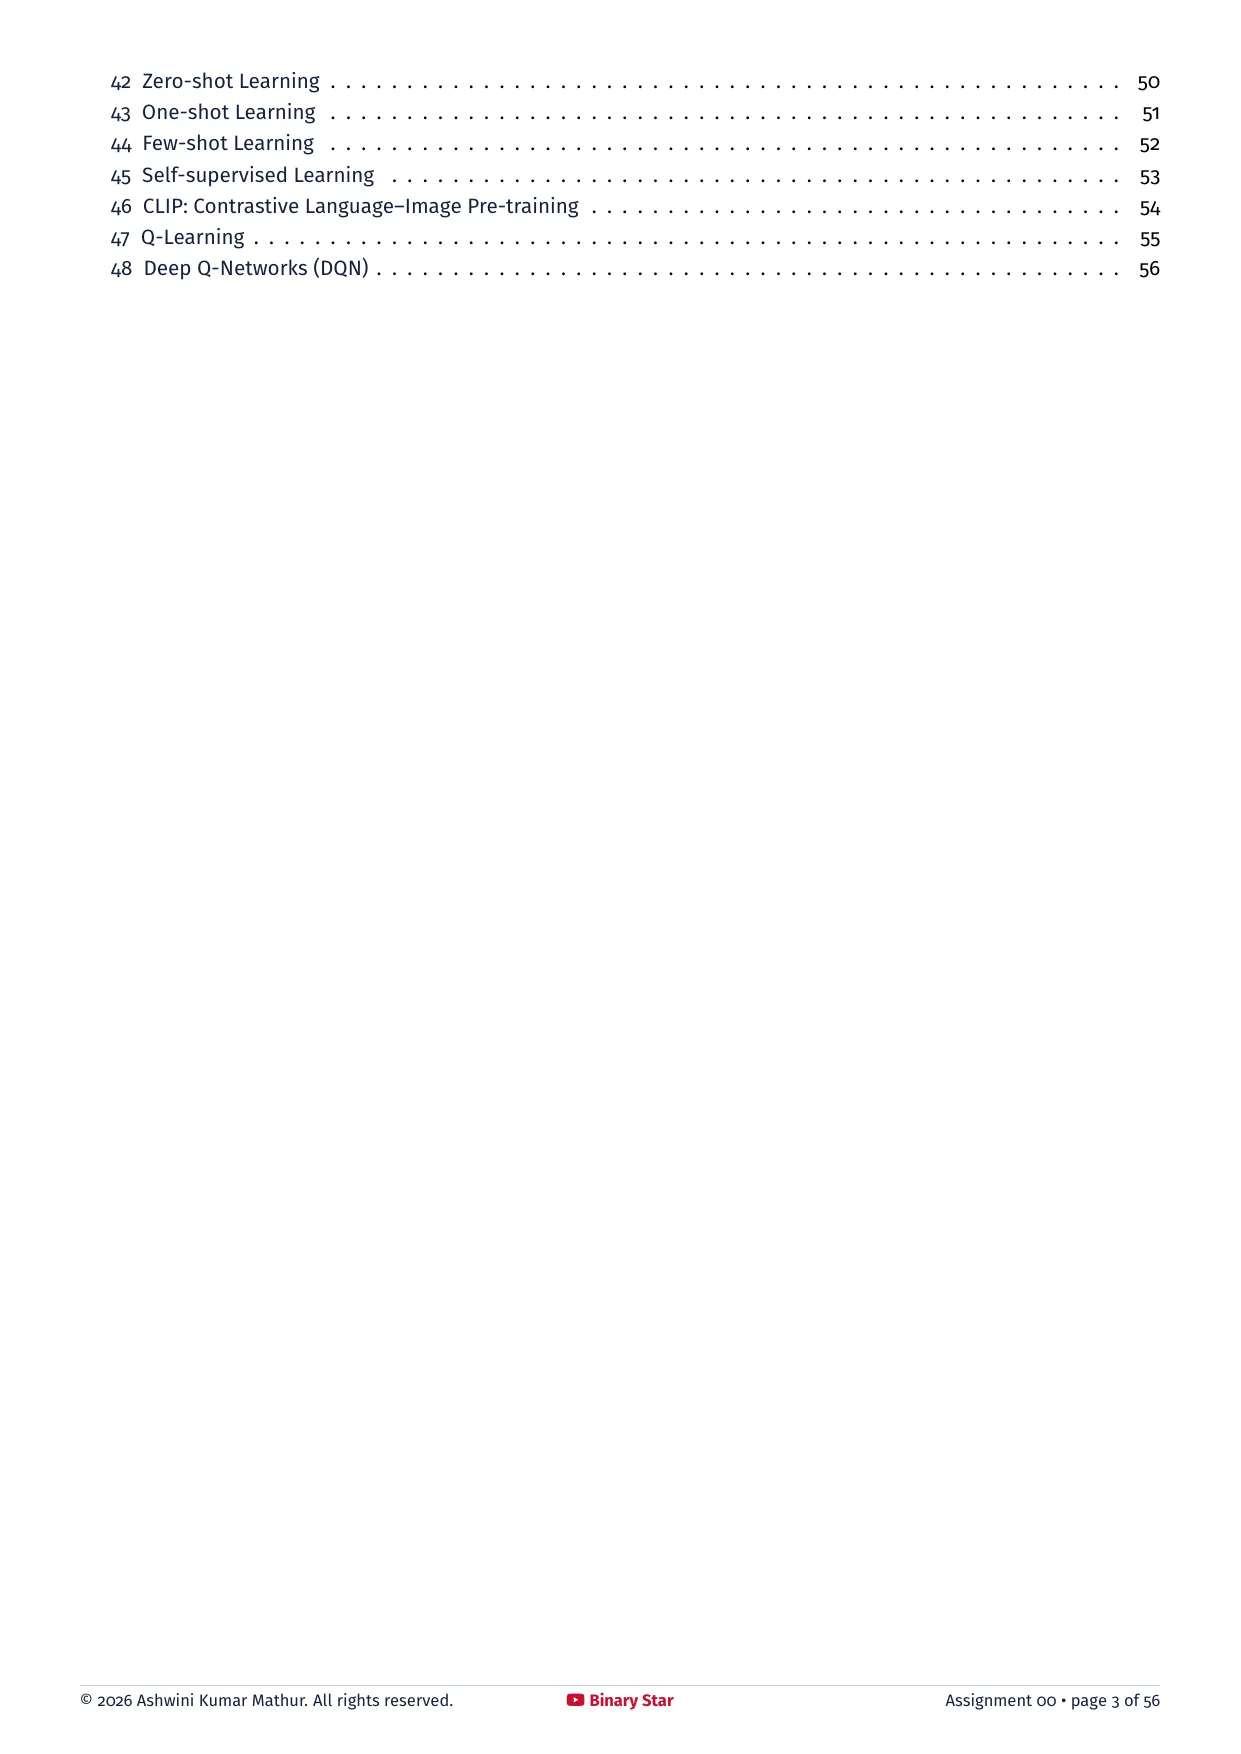 42 Zero-shot Learning . . . . . . . . . . . . . . . . . . . . . . . . . . . . . . . . . . . . . . . . . . . . . . . . . . . . 50
43 One-shot Learning . . . . . . . . . . . . . . . . . . . . . . . . . . . . . . . . . . . . . . . . . . . . . . . . . . . . 51
44 Few-shot Learning . . . . . . . . . . . . . . . . . . . . . . . . . . . . . . . . . . . . . . . . . . . . . . . . . . . . 52
45 Self-supervised Learning . . . . . . . . . . . . . . . . . . . . . . . . . . . . . . . . . . . . . . . . . . . . . . . . 53
46 CLIP: Contrastive Language–Image Pre-training . . . . . . . . . . . . . . . . . . . . . . . . . . . . . . . . . . . 54
47 Q-Learning . . . . . . . . . . . . . . . . . . . . . . . . . . . . . . . . . . . . . . . . . . . . . . . . . . . . . . . . . 55
48 Deep Q-Networks (DQN) . . . . . . . . . . . . . . . . . . . . . . . . . . . . . . . . . . . . . . . . . . . . . . . . . 56
© 2026 Ashwini Kumar Mathur. All rights reserved. Binary Star Assignment 00 • page 3 of 56